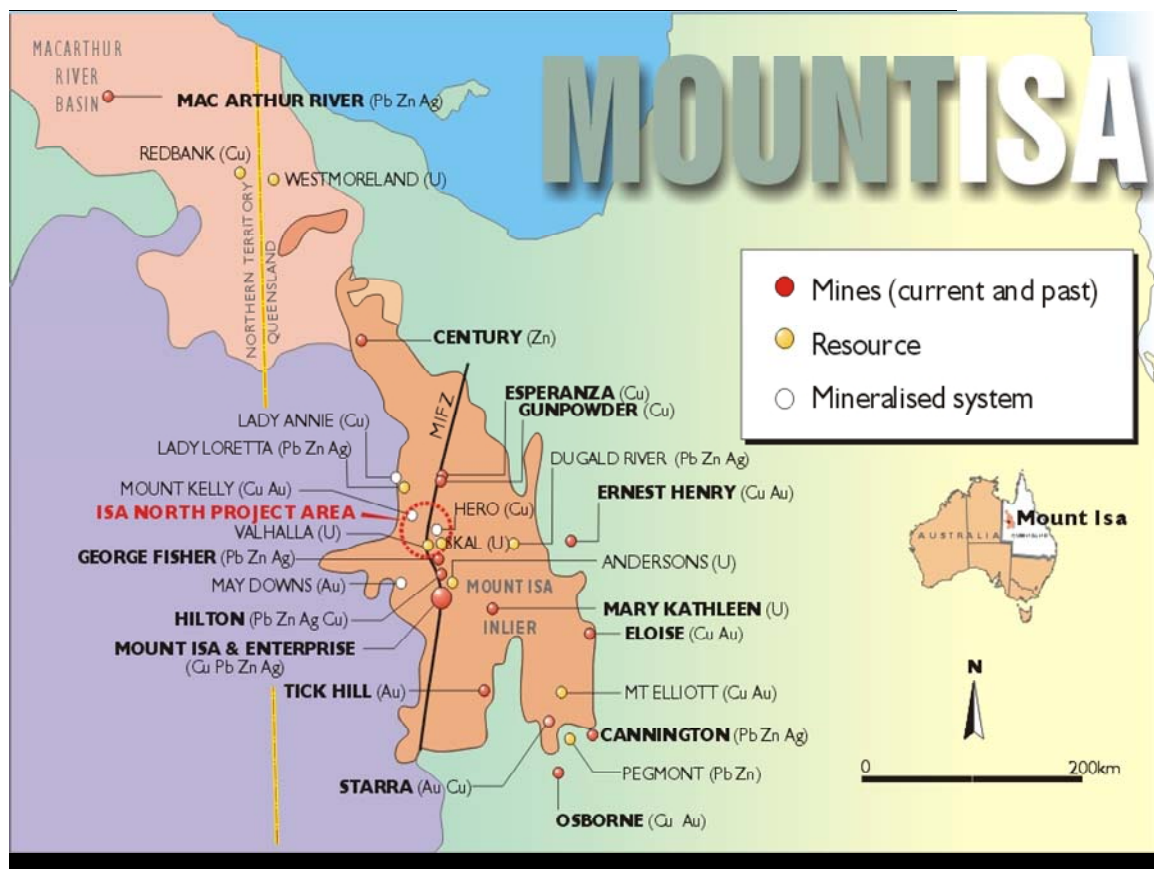 MOUNTISA
MACARTHUR
RIVER
BASIN
MAC ARTHUR RIVER (Pb Zn Ag)
REDBANK (Cu)
WESTMORELAND (U)
NORTHERN TERRITORY
QUEENSLAND
Mines (current and past)
Resource
Mineralised system
CENTURY (Zn)
MIFZ
ESPERANZA (Cu)
GUNPOWDER (Cu)
LADY ANNIE (Cu)
LADY LORETTA (Pb Zn Ag)
DUGALD RIVER (Pb Zn Ag)
MOUNT KELLY (Cu Au)
ERNEST HENRY (Cu Au)
ISA NORTH PROJECT AREA
HERO (Cu)
VALHALLA (U)
SKAL (U)
GEORGE FISHER (Pb Zn Ag)
ANDERSONS (U)
MAY DOWNS (Au)
MOUNT ISA
INLIER
HILTON (Pb Zn Ag Cu)
MARY KATHLEEN (U)
ELOISE (Cu Au)
MOUNT ISA & ENTERPRISE
(Cu Pb Zn Ag)
TICK HILL (Au)
MT ELLIOTT (Cu Au)
CANNINGTON (Pb Zn Ag)
PEGMONT (Pb Zn)
STARRA (Au Cu)
OSBORNE (Cu Au)
Mount Isa
AUSTRALIA
N
0 200km